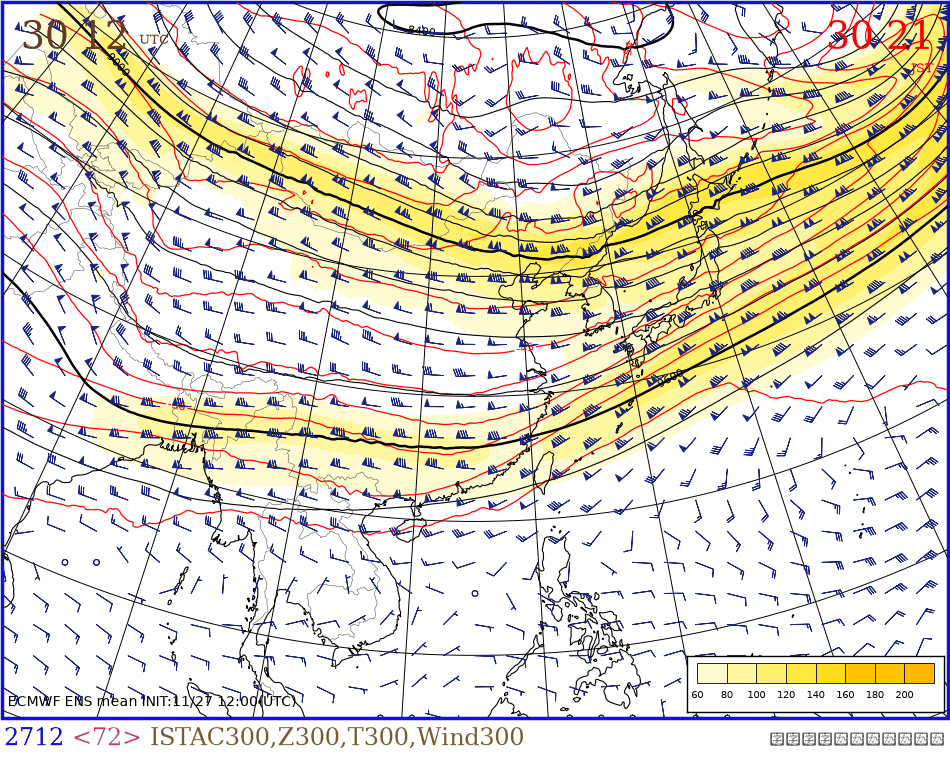 30 12 UTC
30 21 JST
8400
9000
9600
60 80 100 120 140 160 180 200
ECMWF ENS mean INIT:11/27 12:00(UTC)
2712 <72> ISTAC300,Z300,T300,Wind300